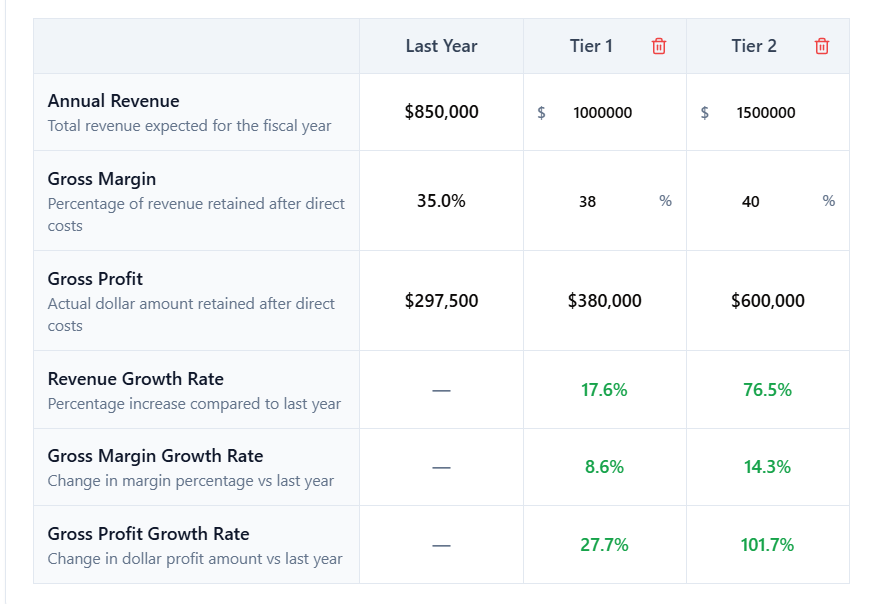 Last Year Tier 1 Tier 2
Annual Revenue
Total revenue expected for the fiscal year
$850,000 $ 1000000 $ 1500000
Gross Margin
Percentage of revenue retained after direct
costs
35.0% 38 % 40 %
Gross Profit
Actual dollar amount retained after direct
costs
$297,500 $380,000 $600,000
Revenue Growth Rate
Percentage increase compared to last year
— 17.6% 76.5%
Gross Margin Growth Rate
Change in margin percentage vs last year
— 8.6% 14.3%
Gross Profit Growth Rate
Change in dollar profit amount vs last year
— 27.7% 101.7%